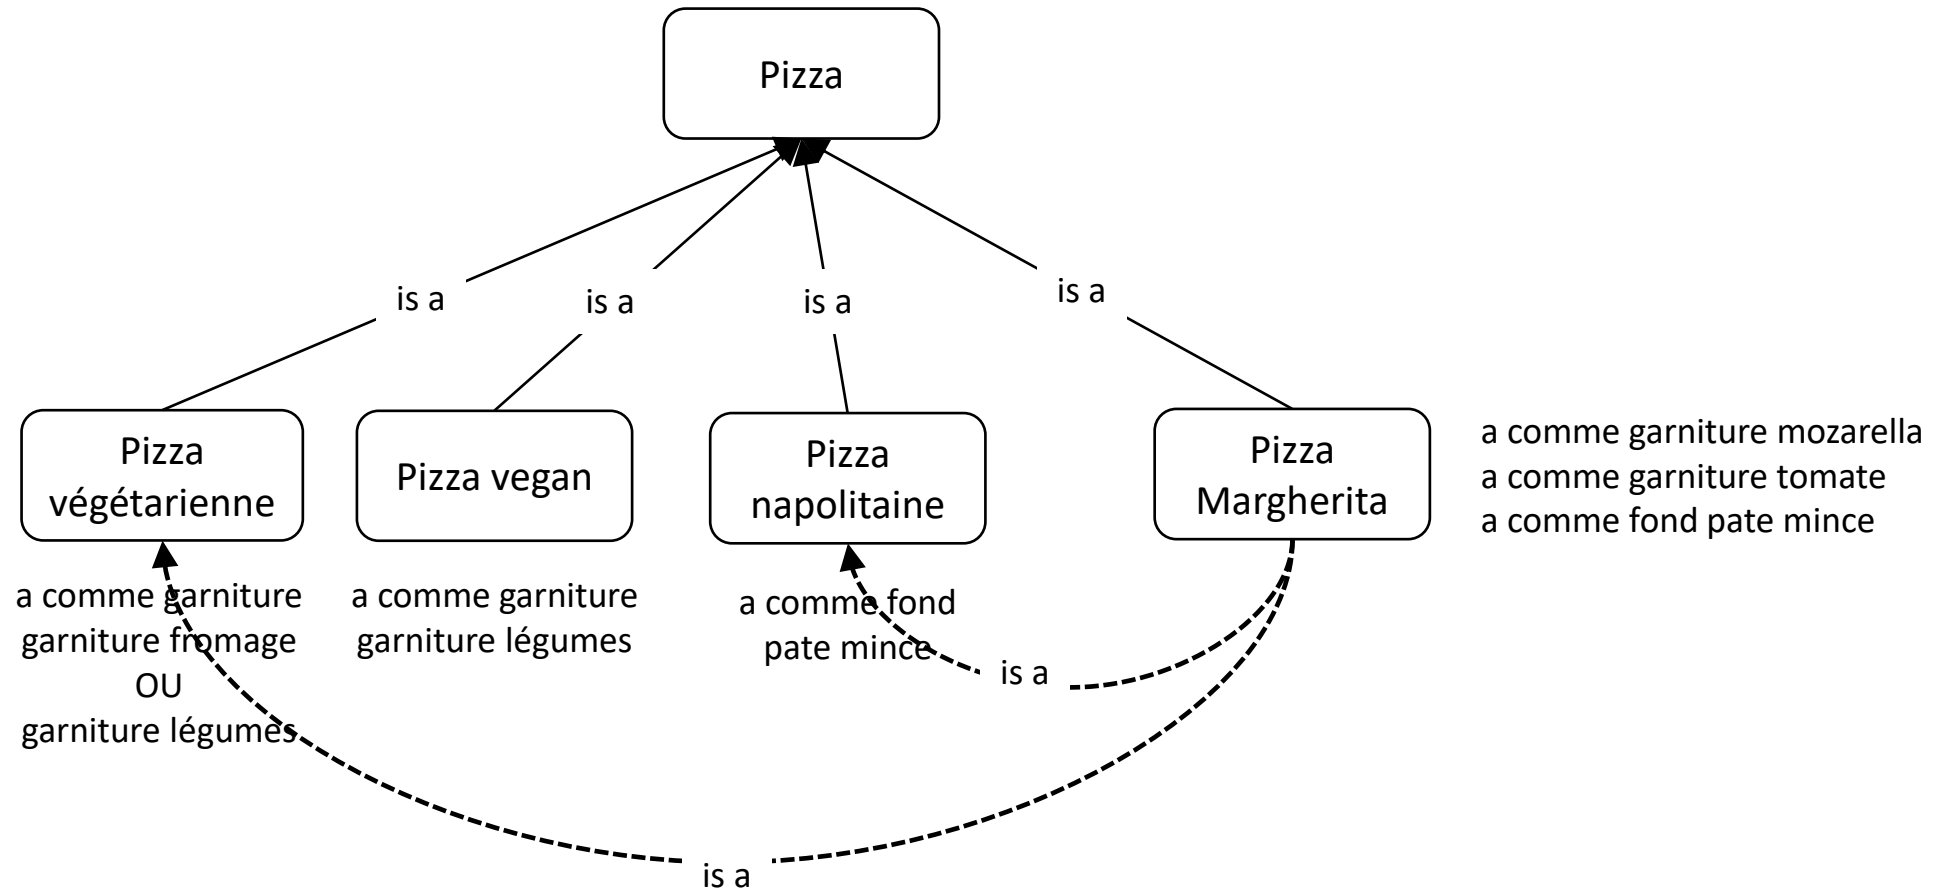 Pizza
is a
is a
is a
is a
Pizza
végétarienne
Pizza vegan
Pizza
napolitaine
Pizza
Margherita
a comme garniture mozarella
a comme garniture tomate
a comme fond pate mince
a comme garniture
garniture fromage
OU
garniture légumes
a comme garniture
garniture légumes
a comme fond
pate mince
is a
is a